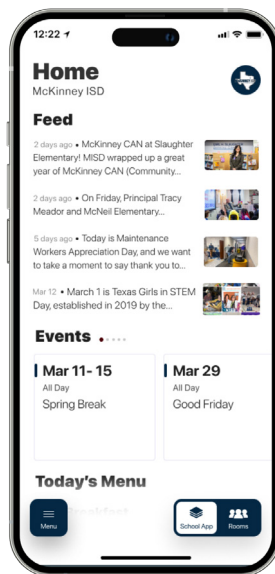 12:22
Home
McKinney ISD
Feed
2 days ago • McKinney CAN at Slaughter
Elementary! MISD wrapped up a great
year of McKinney CAN (Community...
2 days ago • On Friday, Principal Tracy
Meador and McNeil Elementary...
5 days ago • Today is Maintenance
Workers Appreciation Day, and we want
to take a moment to say thank you to...
Mar 12 • March 1 is Texas Girls in STEM
Day, established in 2019 by the...
Events
Mar 11- 15
All Day
Spring Break
Mar 29
All Day
Good Friday
Today's Menu
Breakfast
Menu
School App
Rooms